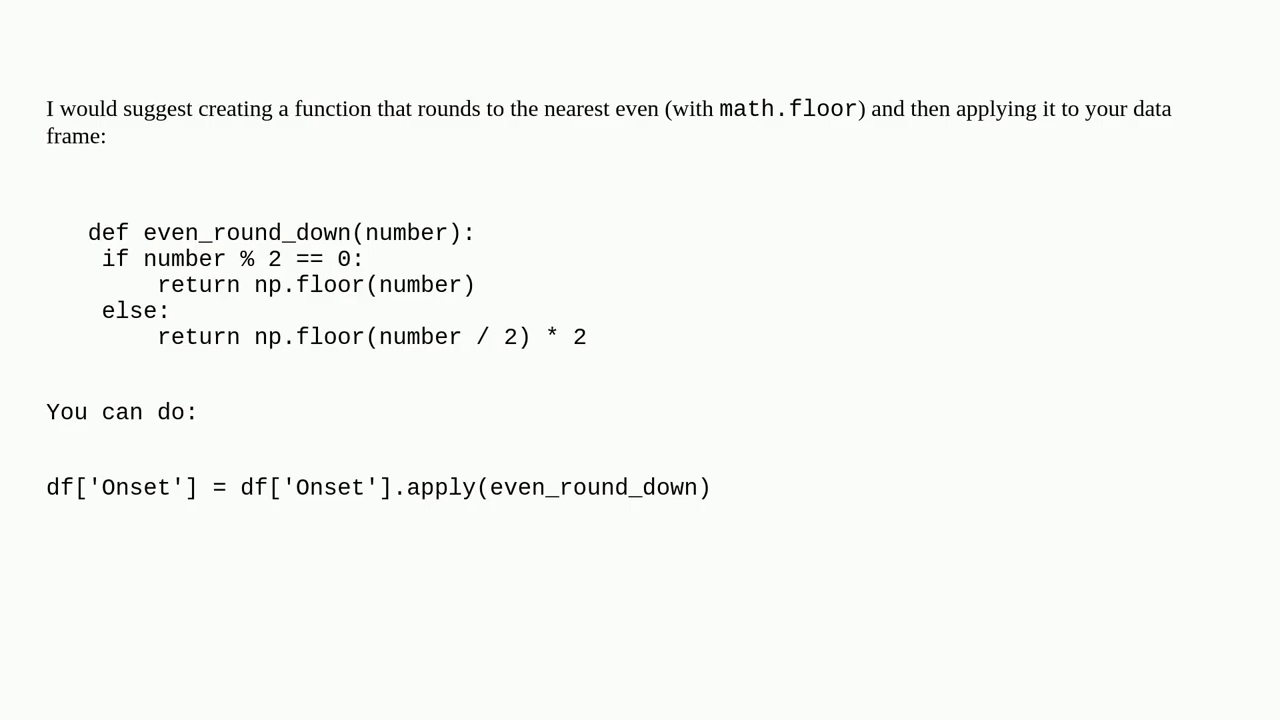 I would suggest creating a function that rounds to the nearest even (with math.floor) and then applying it to your data
frame:
def even_round_down(number):
if number % 2 == 0:
return np.floor(number)
else:
return np.floor(number / 2) * 2
You can do:
df['Onset'] = df['Onset'].apply(even_round_down)